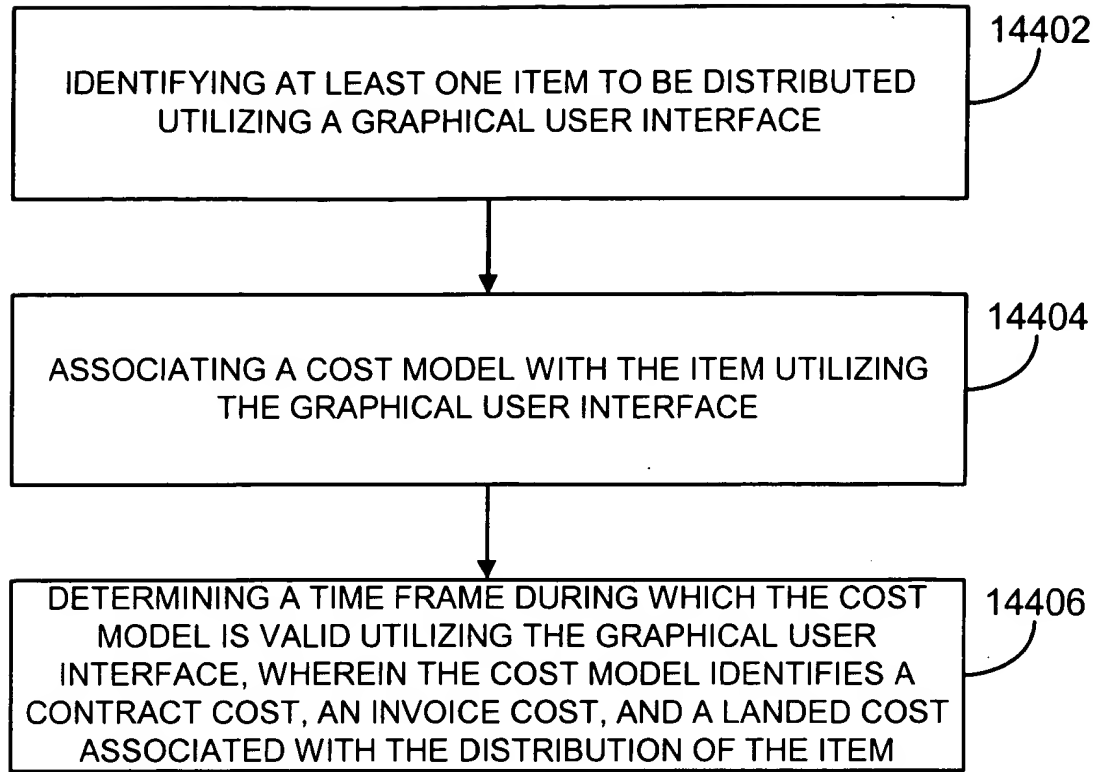 14402
IDENTIFYING AT LEAST ONE ITEM TO BE DISTRIBUTED
UTILIZING A GRAPHICAL USER INTERFACE
14404
ASSOCIATING A COST MODEL WITH THE ITEM UTILIZING
THE GRAPHICAL USER INTERFACE
14406
DETERMINING A TIME FRAME DURING WHICH THE COST
MODEL IS VALID UTILIZING THE GRAPHICAL USER
INTERFACE, WHEREIN THE COST MODEL IDENTIFIES A
CONTRACT COST, AN INVOICE COST, AND A LANDED COST
ASSOCIATED WITH THE DISTRIBUTION OF THE ITEM